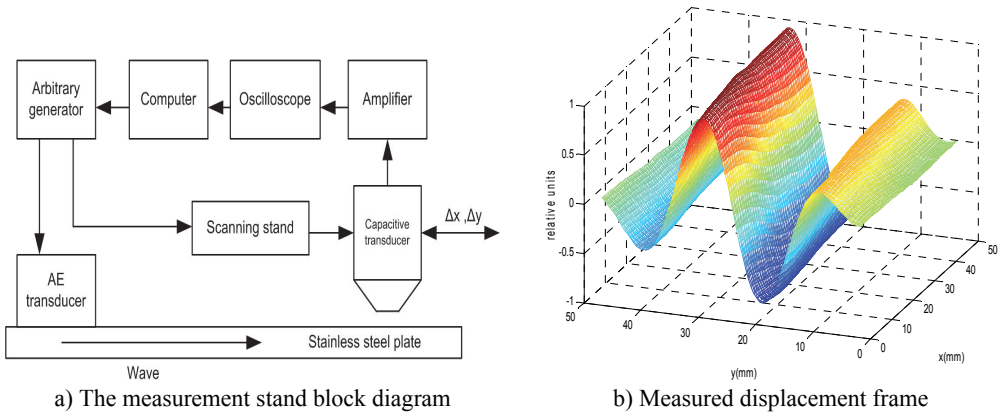 Arbitrary
generator
Computer
Oscilloscope
Amplifier
Scanning stand
Capacitive
transducer
Δx ,Δy
AE
transducer
Stainless steel plate
Wave
a) The measurement stand block diagram
relative units
1
0.5
0
-0.5
-1
50
40
30
20
10
0
y(mm)
0
10
20
30
40
50
x(mm)
b) Measured displacement frame